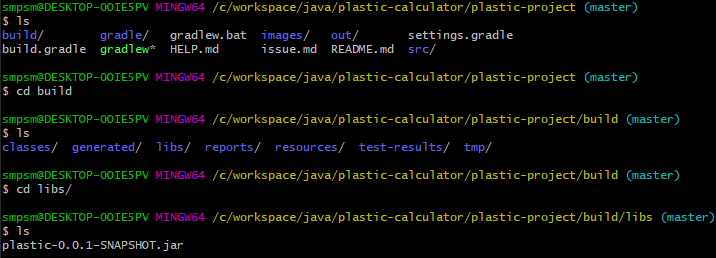 smpsm@DESKTOP-OOIE5PV MINGW64 /c/workspace/java/plastic-calculator/plastic-project (master)
$ ls
build/ gradle/ gradlew.bat images/ out/ settings.gradle
build.gradle gradlew* HELP.md issue.md README.md src/
smpsm@DESKTOP-OOIE5PV MINGW64 /c/workspace/java/plastic-calculator/plastic-project (master)
$ cd build
smpsm@DESKTOP-OOIE5PV MINGW64 /c/workspace/java/plastic-calculator/plastic-project/build (master)
$ ls
classes/ generated/ libs/ reports/ resources/ test-results/ tmp/
smpsm@DESKTOP-OOIE5PV MINGW64 /c/workspace/java/plastic-calculator/plastic-project/build (master)
$ cd libs/
smpsm@DESKTOP-OOIE5PV MINGW64 /c/workspace/java/plastic-calculator/plastic-project/build/libs (master)
$ ls
plastic-0.0.1-SNAPSHOT.jar